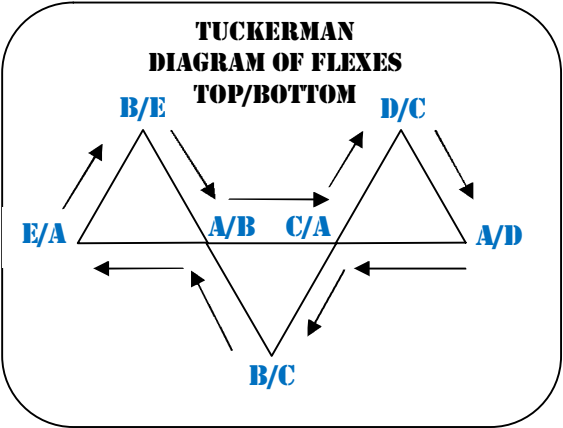 TUCKERMAN
DIAGRAM OF FLEXES
TOP/BOTTOM
B/E
D/C
E/A
A/B
C/A
A/D
B/C